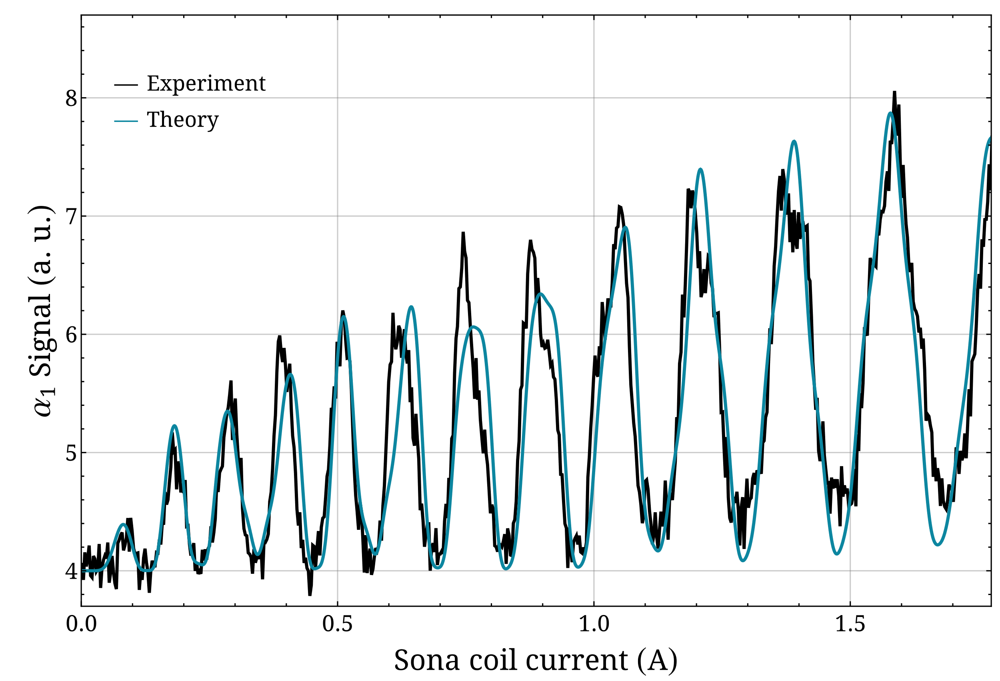 Experiment
Theory
8
7
6
5
4
α1 Signal (a. u.)
0.0 0.5 1.0 1.5
Sona coil current (A)